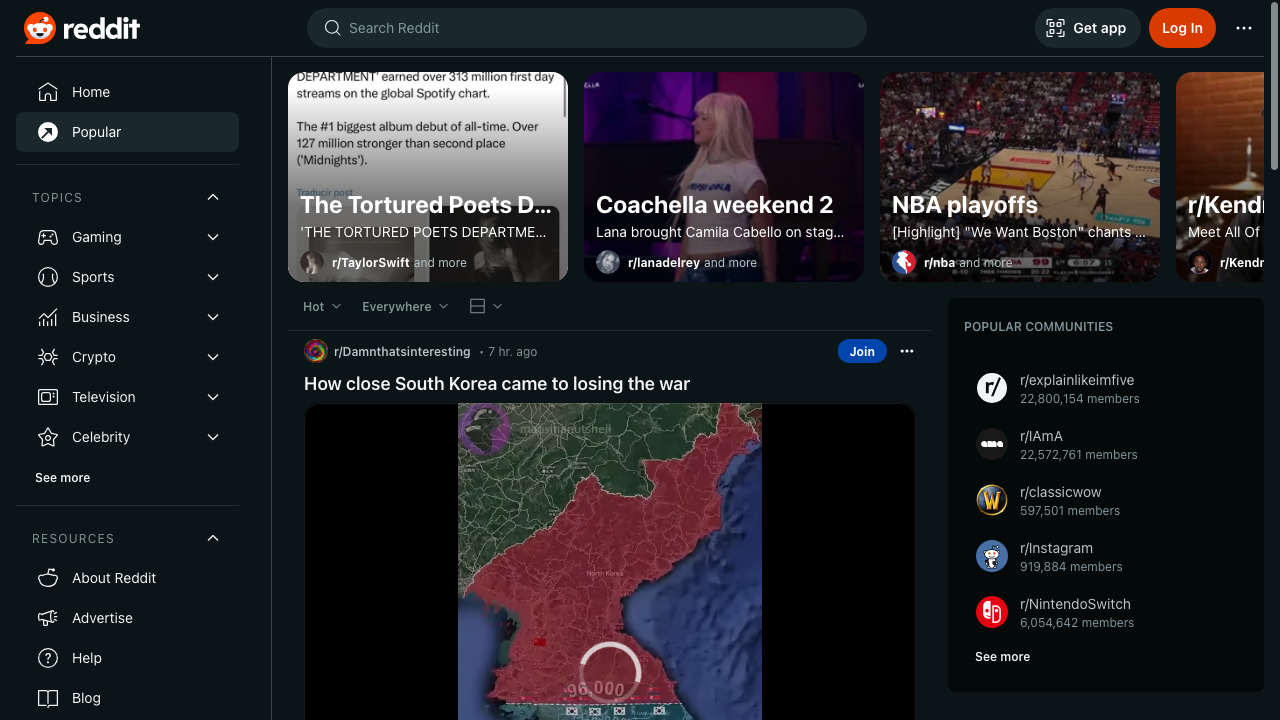 reddit
Search Reddit
Get app
Log In
Home
Popular
TOPICS
Gaming
Sports
Business
Crypto
Television
Celebrity
See more
RESOURCES
About Reddit
Advertise
Help
Blog
DEPARTMENT' earned over 313 million first day
streams on the global Spotify chart.
The #1 biggest album debut of all-time. Over
127 million stronger than second place
('Midnights').
Traducir post
The Tortured Poets D...
'THE TORTURED POETS DEPARTME...
r/TaylorSwift and more
Coachella weekend 2
Lana brought Camila Cabello on stag...
r/lanadelrey and more
NBA playoffs
[Highlight] "We Want Boston" chants ...
r/nba and more
99
6:57
r/Kendr
Meet All Of
r/Kendr
Hot
Everywhere
r/Damnthatsinteresting • 7 hr. ago
Join
How close South Korea came to losing the war
mapsinanutshell
North Korea
96,000
POPULAR COMMUNITIES
r/
r/explainlikeimfive
22,800,154 members
ama
r/IAmA
22,572,761 members
W
r/classicwow
597,501 members
r/Instagram
919,884 members
r/NintendoSwitch
6,054,642 members
See more